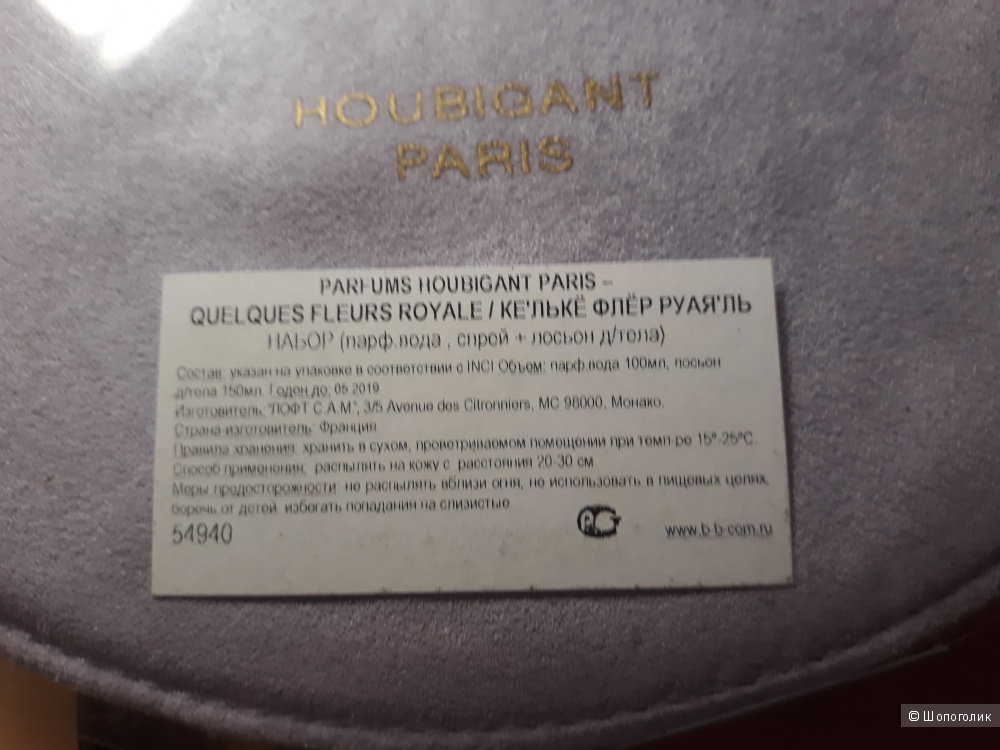 HOUBIGANT
PARIS
PARFUMS HOUBIGANT PARIS –
QUELQUES FLEURS ROYALE / КЕ'ЛЬКЁ ФЛЁР РУАЯ'ЛЬ
НАБОР (парф.вода , спрей + лосьон д/тела)
Состав: указан на упаковке в соответствии с INCI Объем: парф.вода 100мл, лосьон
д/тела 150мл. Годен до: 05.2019
Изготовитель: "ЛОФТ С.А.М.", 3/5 Avenue des Citronniers, MC 98000, Монако.
Страна-изготовитель: Франция
Правила хранения: хранить в сухом, проветриваемом помещении при темп-ре 15º-25ºС.
Способ применения: распылять на кожу с расстояния 20-30 см
Меры предосторожности: не распылять вблизи огня, не использовать в пищевых целях,
беречь от детей, избегать попадания на слизистые
54940
РСТ
www.b-b-com.ru
© Шопоголик